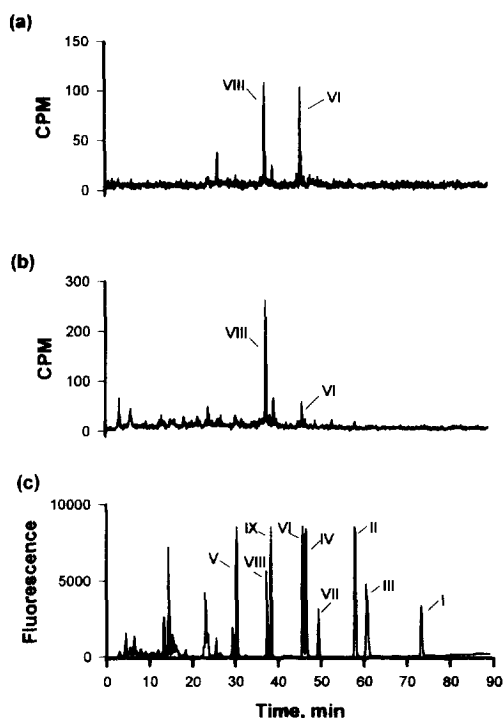 (a)
150
100
50
0
CPM
VIII
VI
(b)
300
200
100
0
CPM
VIII
VI
(c)
10000
5000
0
Fluorescence
V
IX
VIII
VI
IV
VII
II
III
I
0 10 20 30 40 50 60 70 80 90
Time, min